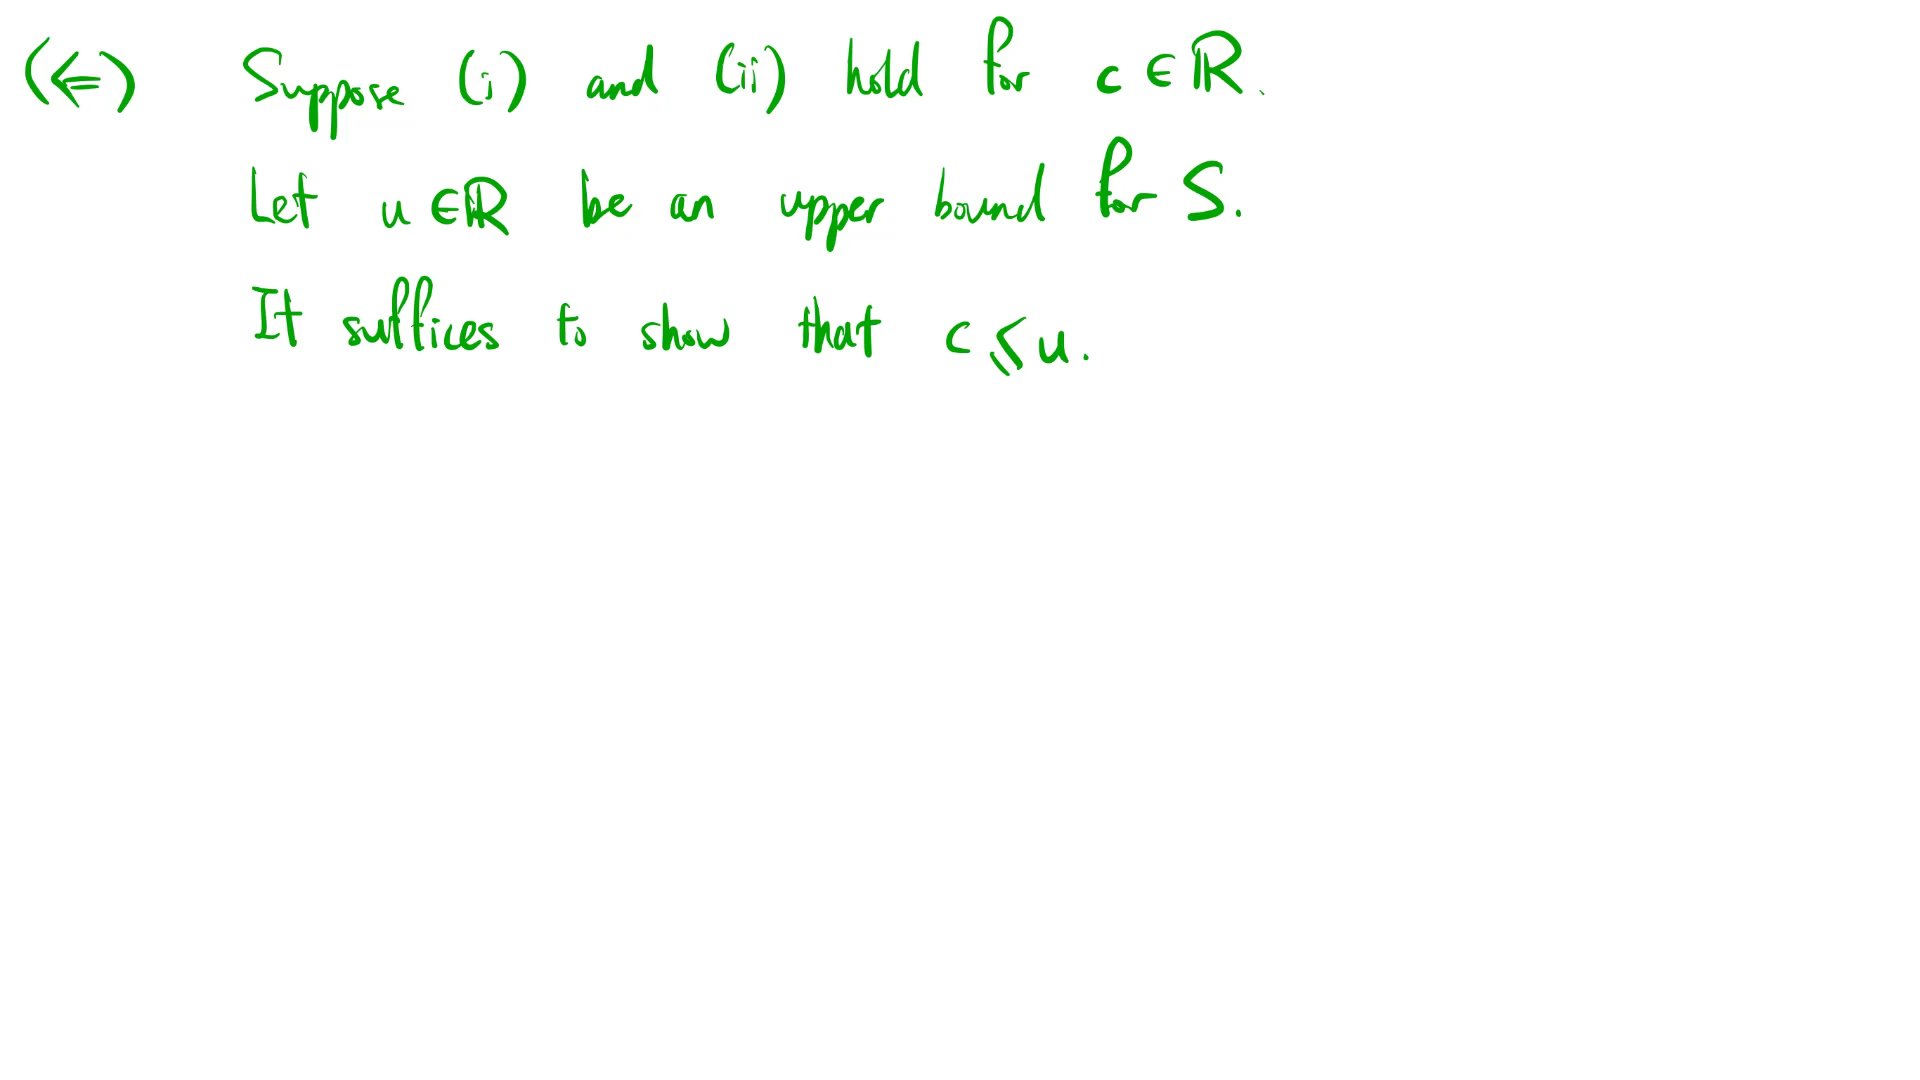 (⇐) Suppose (i) and (ii) hold for c ∈ ℝ.
Let u ∈ ℝ be an upper bound for S.
It suffices to show that c ⩽ u.